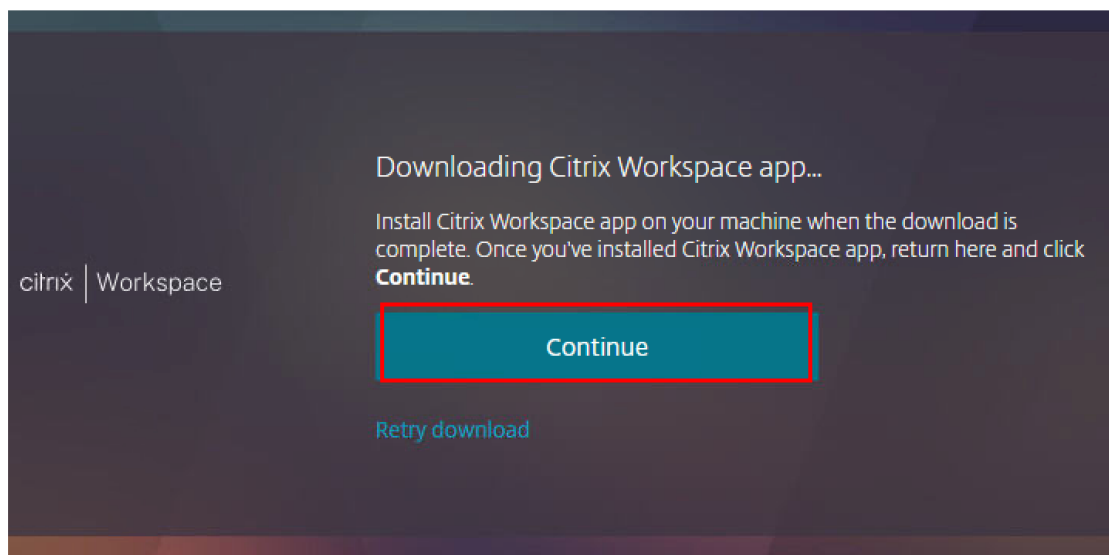 Downloading Citrix Workspace app...
Install Citrix Workspace app on your machine when the download is
complete. Once you've installed Citrix Workspace app, return here and click
Continue.
citrix | Workspace
Continue
Retry download